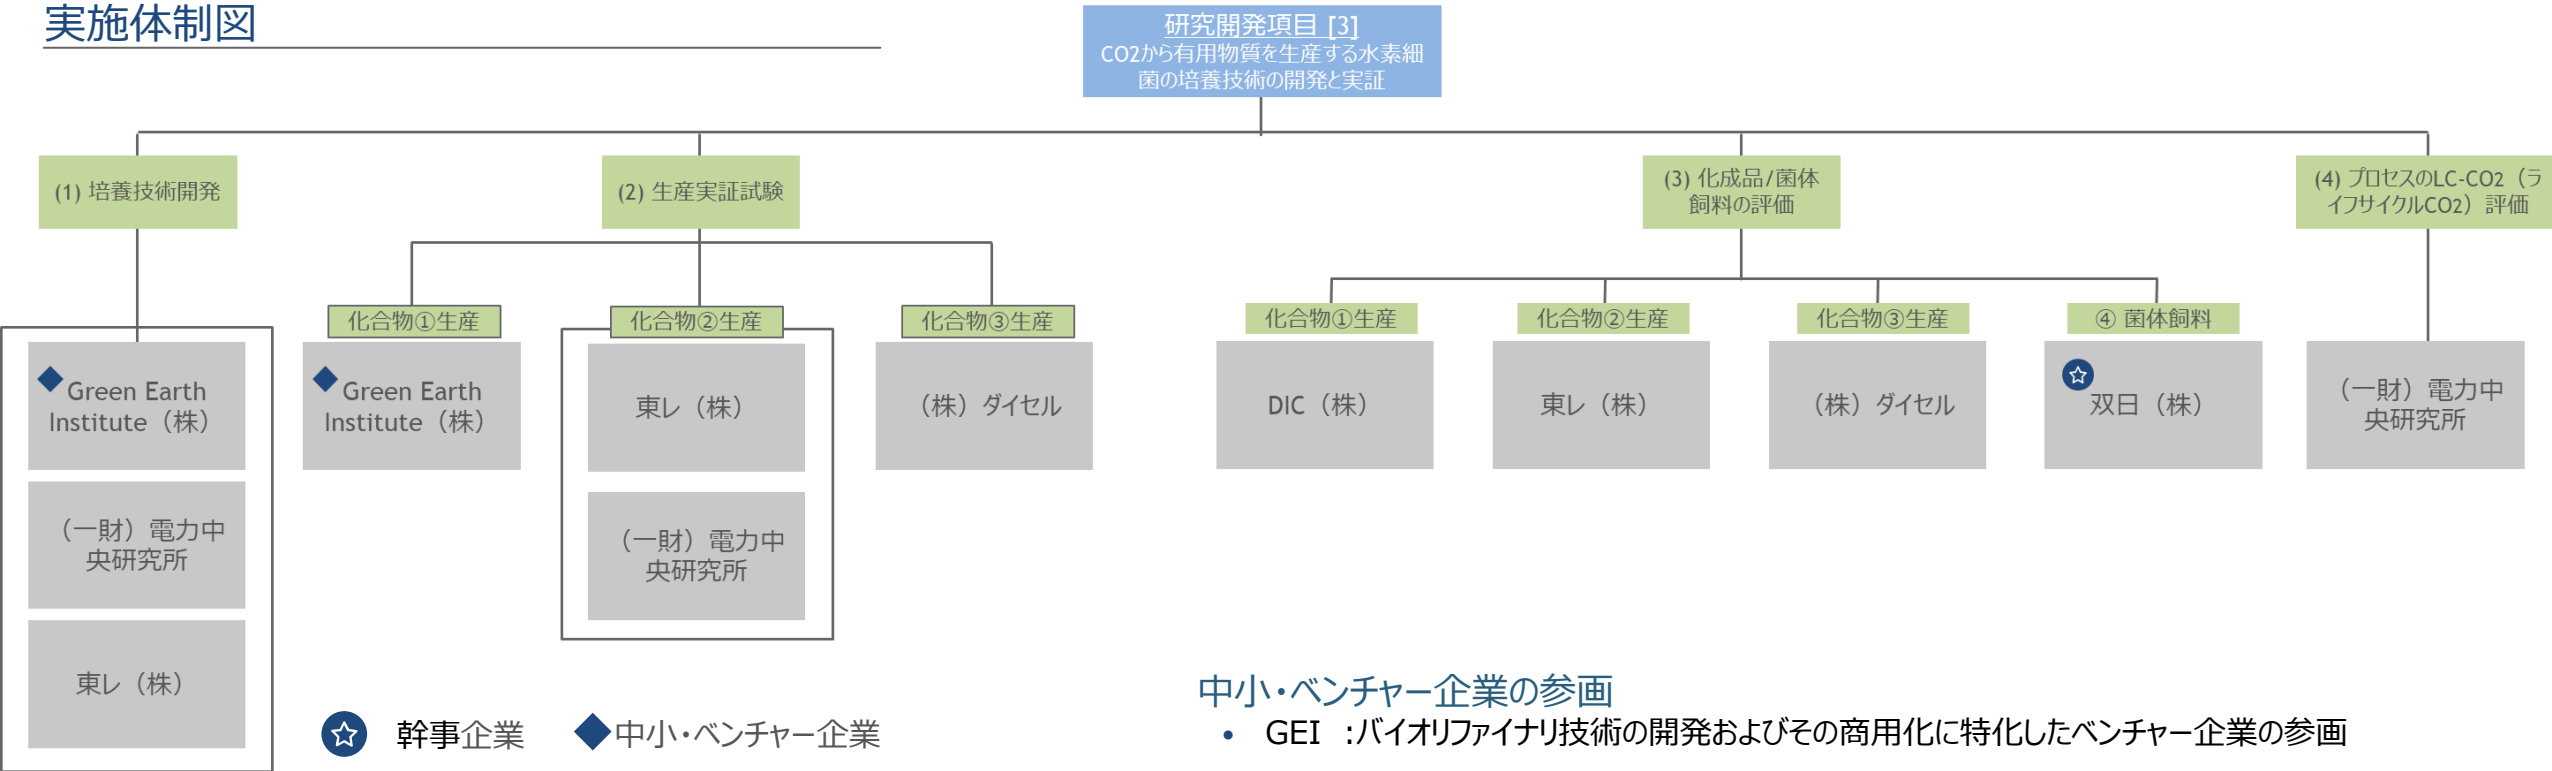 実施体制図
研究開発項目 [3]
CO2から有用物質を生産する水素細
菌の培養技術の開発と実証
(1) 培養技術開発
(2) 生産実証試験
(3) 化成品/菌体
飼料の評価
(4) プロセスのLC-CO2（ラ
イフサイクルCO2）評価
化合物①生産
化合物②生産
化合物③生産
化合物①生産
化合物②生産
化合物③生産
④ 菌体飼料
Green Earth
Institute（株）
（一財）電力中
央研究所
東レ（株）
Green Earth
Institute（株）
東レ（株）
（一財）電力中
央研究所
（株）ダイセル
DIC（株）
東レ（株）
（株）ダイセル
双日（株）
（一財）電力中
央研究所
幹事企業
中小・ベンチャー企業
中小・ベンチャー企業の参画
• GEI ：バイオリファイナリ技術の開発およびその商用化に特化したベンチャー企業の参画